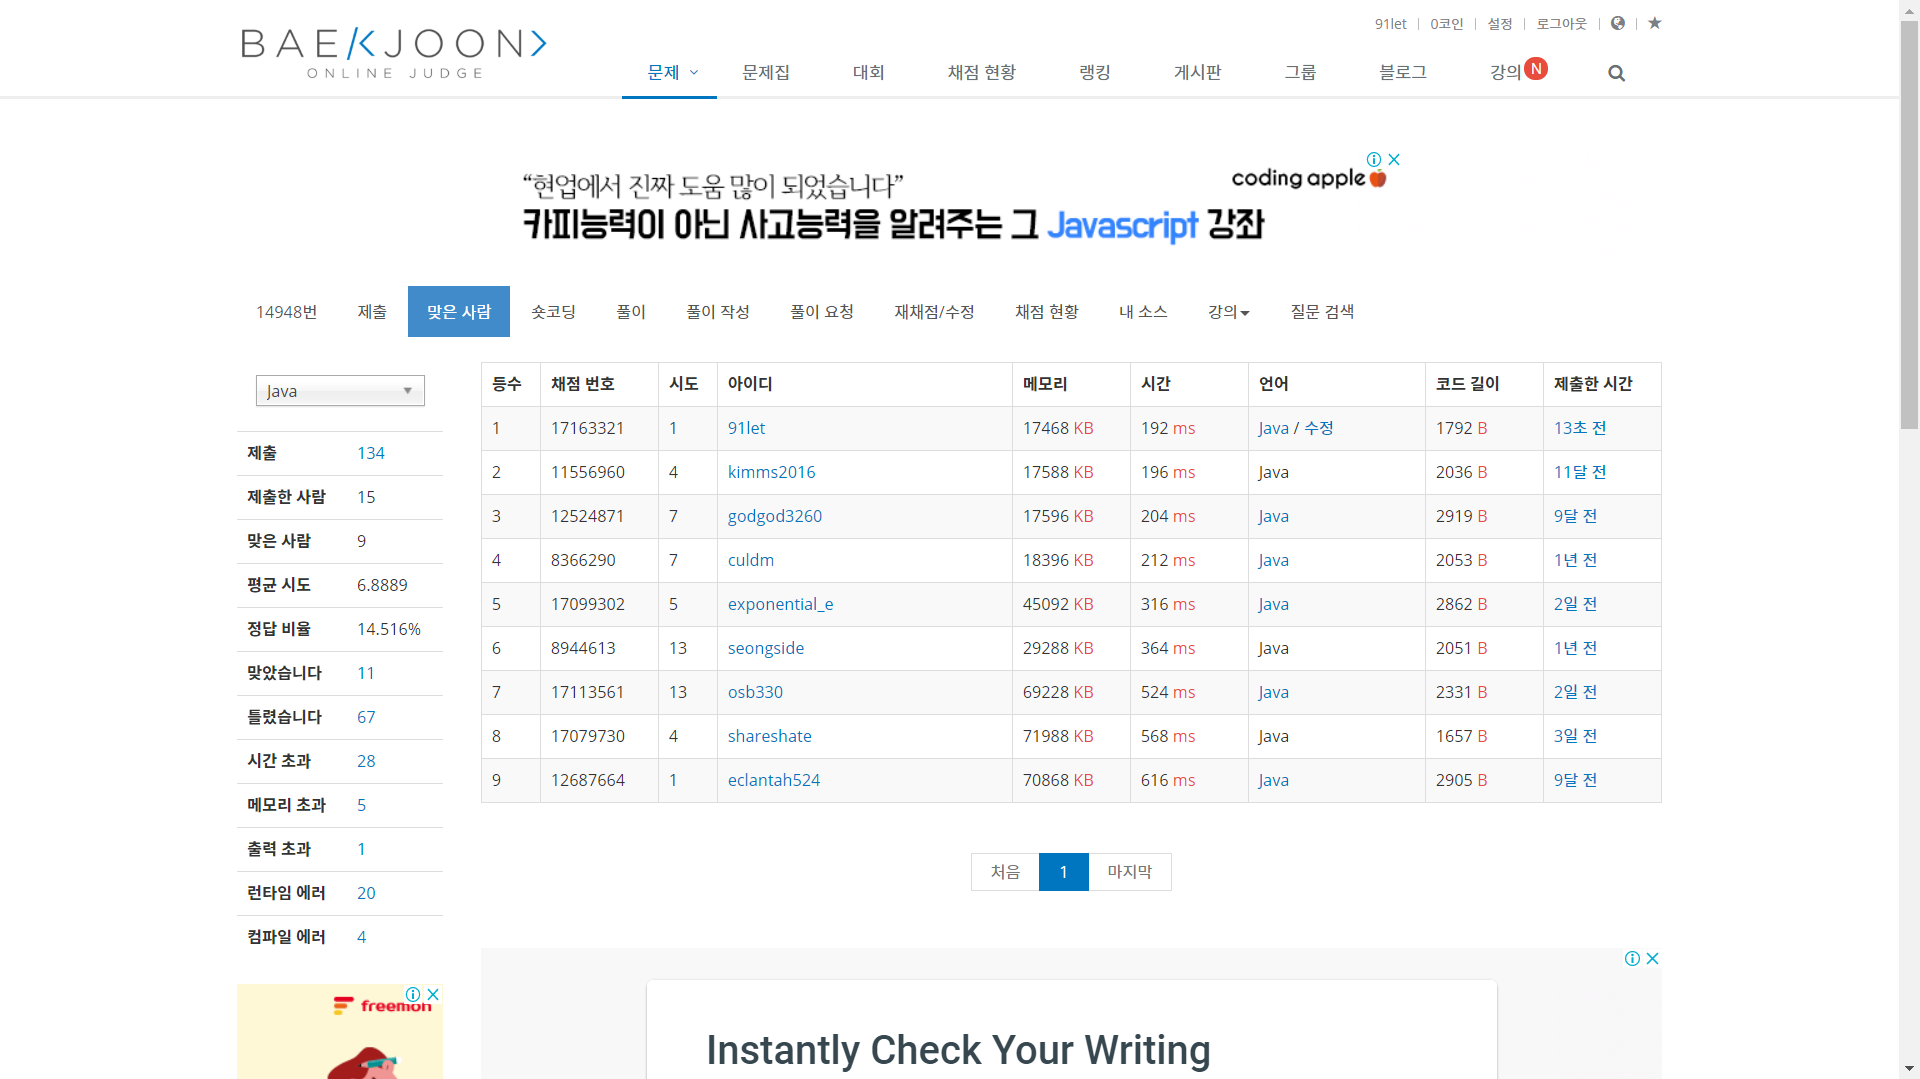 91let 0코인 설정 로그아웃
BAE/<JOON>
ONLINE JUDGE
문제 문제집 대회 채점 현황 랭킹 게시판 그룹 블로그 강의 N
“현업에서 진짜 도움 많이 되었습니다”
coding apple
카피능력이 아닌 사고능력을 알려주는 그 Javascript 강좌
14948번 제출 맞은 사람 숏코딩 풀이 풀이 작성 풀이 요청 재채점/수정 채점 현황 내 소스 강의 질문 검색
Java
제출 134
제출한 사람 15
맞은 사람 9
평균 시도 6.8889
정답 비율 14.516%
맞았습니다 11
틀렸습니다 67
시간 초과 28
메모리 초과 5
출력 초과 1
런타임 에러 20
컴파일 에러 4
freemon
등수 채점 번호 시도 아이디 메모리 시간 언어 코드 길이 제출한 시간
1 17163321 1 91let 17468 KB 192 ms Java / 수정 1792 B 13초 전
2 11556960 4 kimms2016 17588 KB 196 ms Java 2036 B 11달 전
3 12524871 7 godgod3260 17596 KB 204 ms Java 2919 B 9달 전
4 8366290 7 culdm 18396 KB 212 ms Java 2053 B 1년 전
5 17099302 5 exponential_e 45092 KB 316 ms Java 2862 B 2일 전
6 8944613 13 seongside 29288 KB 364 ms Java 2051 B 1년 전
7 17113561 13 osb330 69228 KB 524 ms Java 2331 B 2일 전
8 17079730 4 shareshate 71988 KB 568 ms Java 1657 B 3일 전
9 12687664 1 eclantah524 70868 KB 616 ms Java 2905 B 9달 전
처음 1 마지막
Instantly Check Your Writing